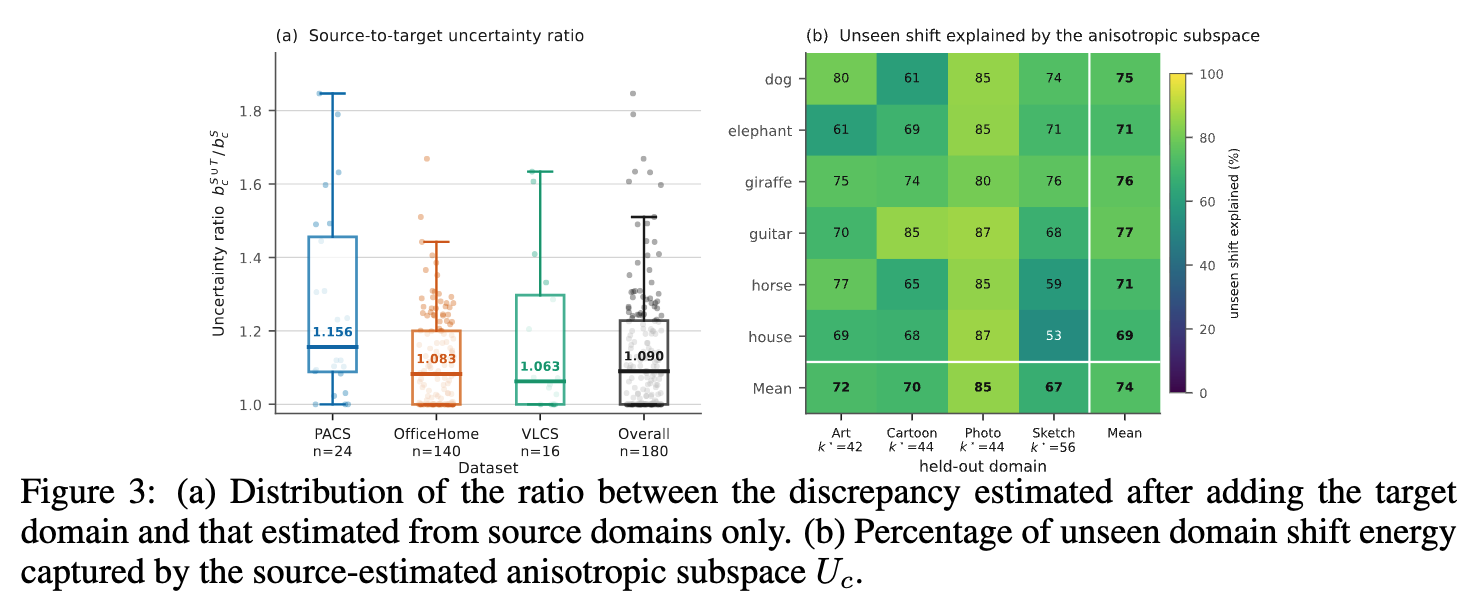 (a) Source-to-target uncertainty ratio
Uncertainty ratio b_c^{S∪T}/b_c^S
1.8
1.6
1.4
1.2
1.0
1.156
1.083
1.063
1.090
PACS OfficeHome VLCS Overall
n=24 n=140 n=16 n=180
Dataset
(b) Unseen shift explained by the anisotropic subspace
dog 80 61 85 74 75
elephant 61 69 85 71 71
giraffe 75 74 80 76 76
guitar 70 85 87 68 77
horse 77 65 85 59 71
house 69 68 87 53 69
Mean 72 70 85 67 74
Art Cartoon Photo Sketch Mean
k*=42 k*=44 k*=44 k*=56
held-out domain
100
80
60
40
20
0
unseen shift explained (%)
Figure 3: (a) Distribution of the ratio between the discrepancy estimated after adding the target
domain and that estimated from source domains only. (b) Percentage of unseen domain shift energy
captured by the source-estimated anisotropic subspace U_c.